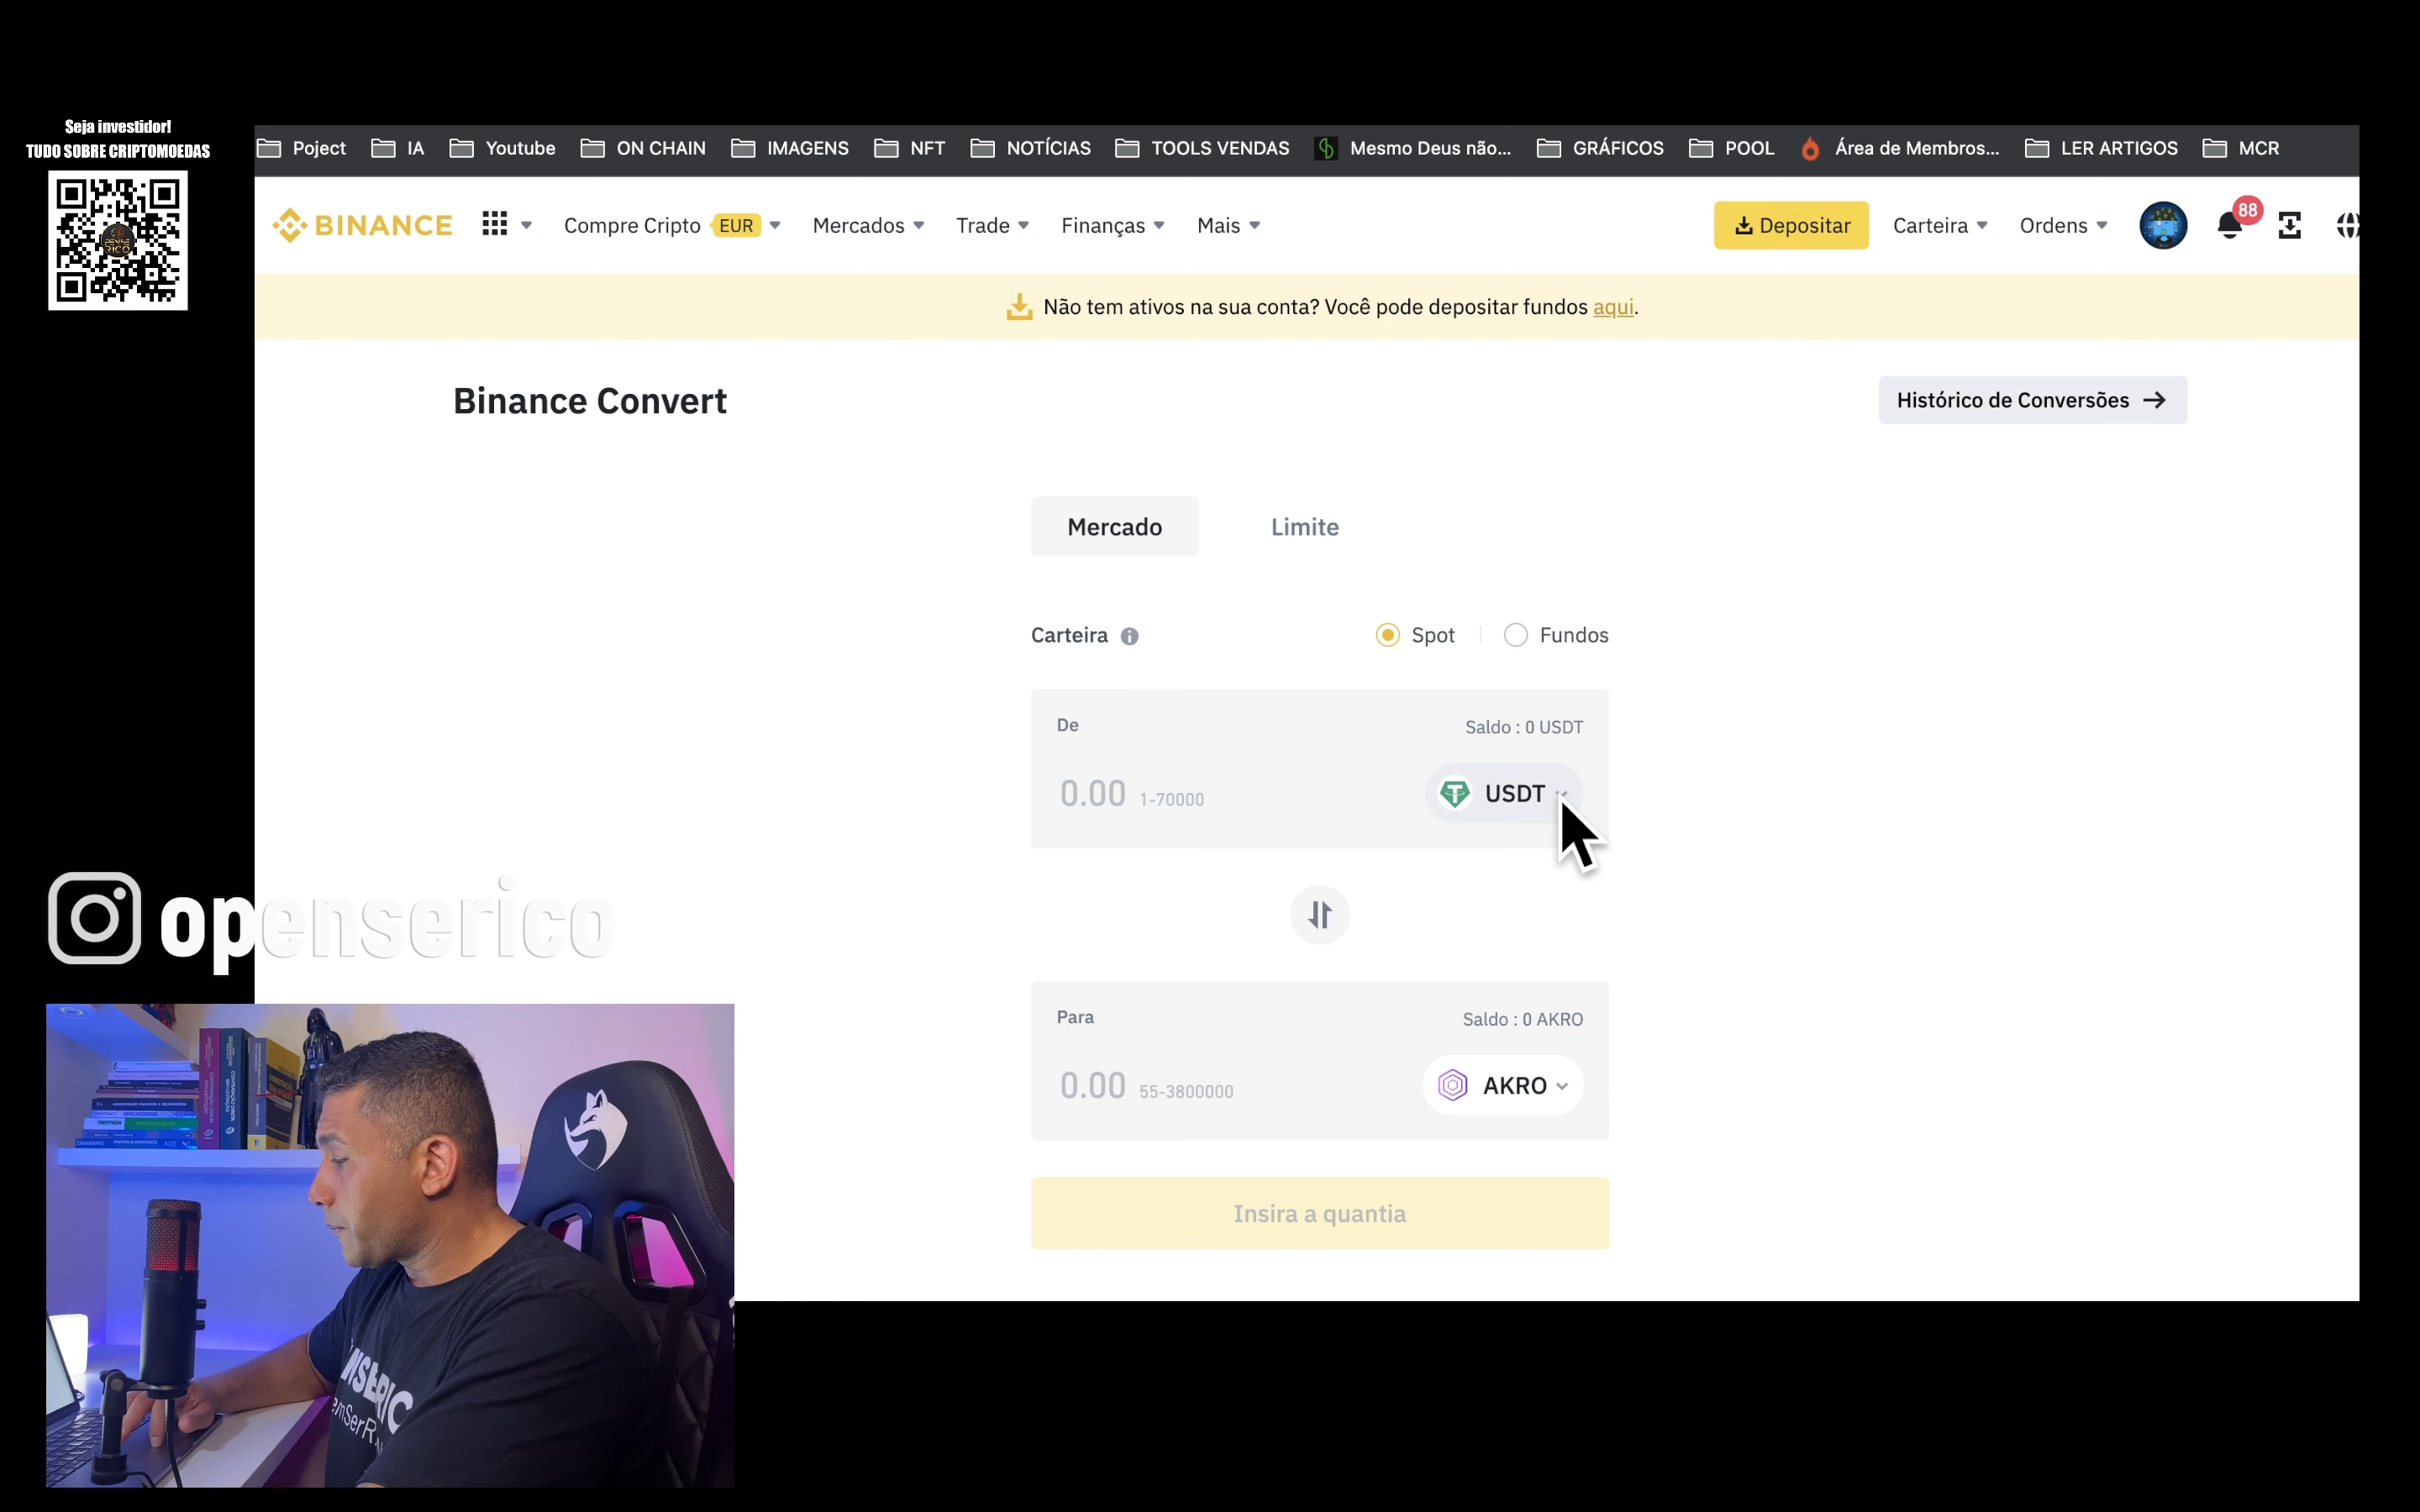 Seja investidor!
TUDO SOBRE CRIPTOMOEDAS
Poject IA Youtube ON CHAIN IMAGENS NFT NOTÍCIAS TOOLS VENDAS Mesmo Deus não... GRÁFICOS POOL Área de Membros... LER ARTIGOS MCR
BINANCE Compre Cripto EUR Mercados Trade Finanças Mais Depositar Carteira Ordens 88
Não tem ativos na sua conta? Você pode depositar fundos aqui.
Binance Convert Histórico de Conversões →
Mercado Limite
Carteira Spot Fundos
De Saldo : 0 USDT
0.00 1-70000 USDT
openserico
Para Saldo : 0 AKRO
0.00 55-3800000 AKRO
Insira a quantia